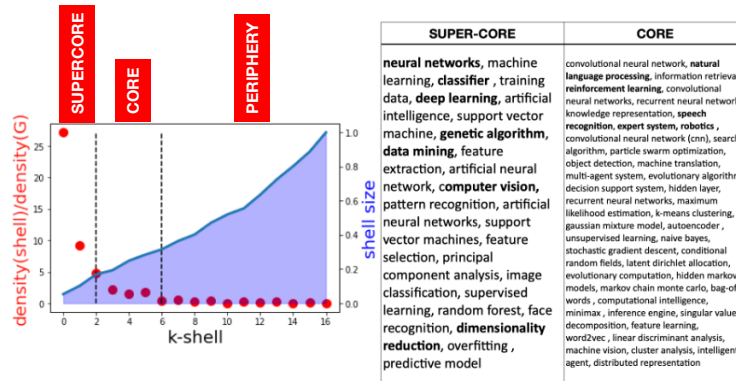 SUPERCORE
CORE
PERIPHERY
density(shell)/density(G)
25
20
15
10
5
0
1.0
0.8
0.6
0.4
0.2
0.0
shell size
0 2 4 6 8 10 12 14 16
k-shell
SUPER-CORE
neural networks, machine
learning, classifier , training
data, deep learning, artificial
intelligence, support vector
machine, genetic algorithm,
data mining, feature
extraction, artificial neural
network, computer vision,
pattern recognition, artificial
neural networks, support
vector machines, feature
selection, principal
component analysis, image
classification, supervised
learning, random forest, face
recognition, dimensionality
reduction, overfitting ,
predictive model
CORE
convolutional neural network, natural
language processing, information retrieva
reinforcement learning, convolutional
neural networks, recurrent neural network
knowledge representation, speech
recognition, expert system, robotics ,
convolutional neural network (cnn), search
algorithm, particle swarm optimization,
object detection, machine translation,
multi-agent system, evolutionary algorithm
decision support system, hidden layer,
recurrent neural networks, maximum
likelihood estimation, k-means clustering,
gaussian mixture model, autoencoder ,
unsupervised learning, naive bayes,
stochastic gradient descent, conditional
random fields, latent dirichlet allocation,
evolutionary computation, hidden markov
models, markov chain monte carlo, bag-of
words , computational intelligence,
minimax , inference engine, singular value
decomposition, feature learning,
word2vec , linear discriminant analysis,
machine vision, cluster analysis, intelligent
agent, distributed representation